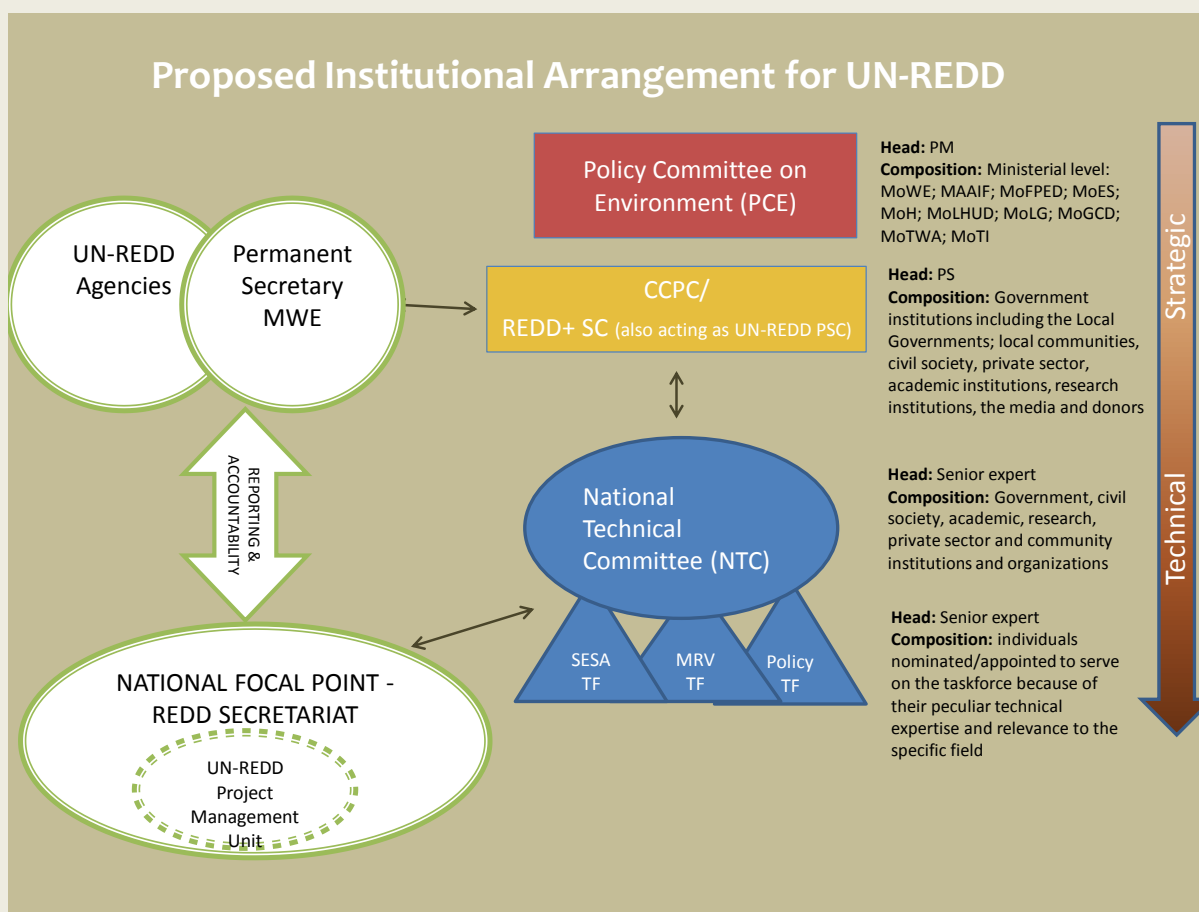 Proposed Institutional Arrangement for UN-REDD
Policy Committee on
Environment (PCE)
Head: PM
Composition: Ministerial level:
MoWE; MAAIF; MoFPED; MoES;
MoH; MoLHUD; MoLG; MoGCD;
MoTWA; MoTI
UN-REDD
Agencies
Permanent
Secretary
MWE
CCPC/
REDD+ SC (also acting as UN-REDD PSC)
Head: PS
Composition: Government
institutions including the Local
Governments; local communities,
civil society, private sector,
academic institutions, research
institutions, the media and donors
Strategic
REPORTING &
ACCOUNTABILITY
National
Technical
Committee (NTC)
Head: Senior expert
Composition: Government, civil
society, academic, research,
private sector and community
institutions and organizations
Technical
SESA
TF
MRV
TF
Policy
TF
Head: Senior expert
Composition: individuals
nominated/appointed to serve
on the taskforce because of
their peculiar technical
expertise and relevance to the
specific field
NATIONAL FOCAL POINT -
REDD SECRETARIAT
UN-REDD
Project
Management
Unit